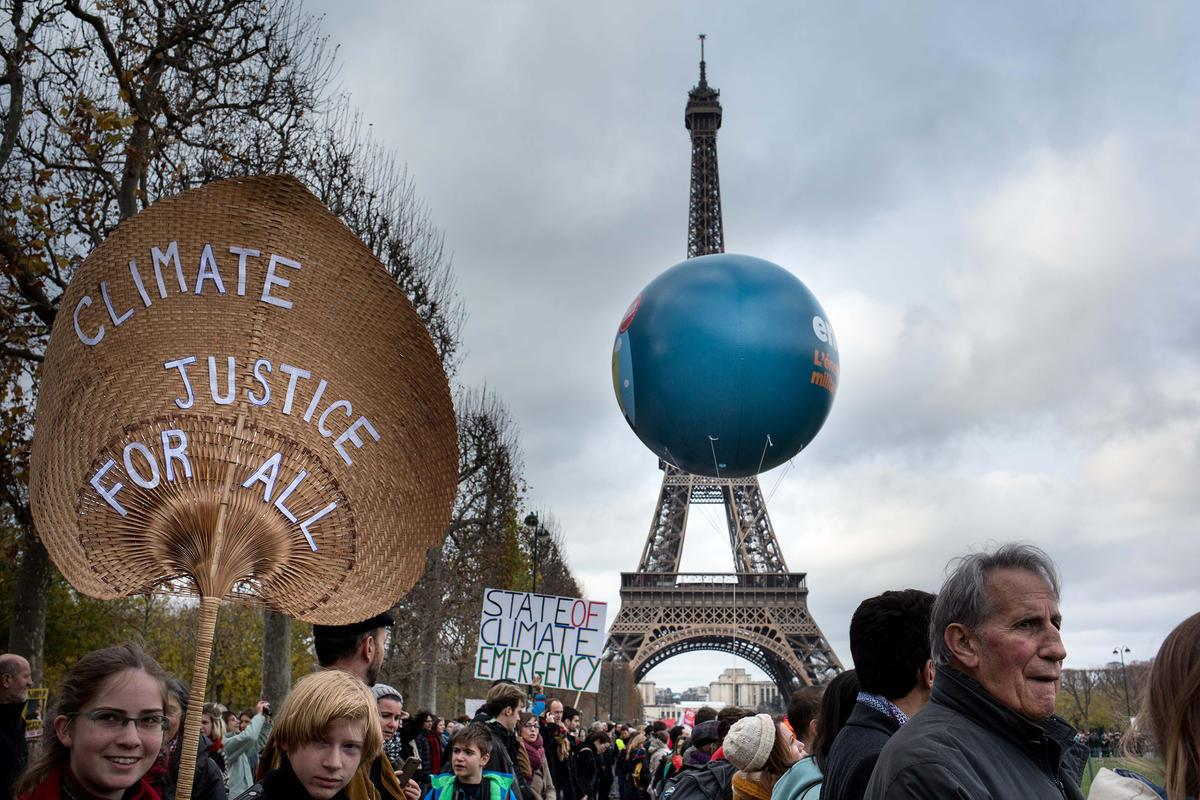 CLIMATE
JUSTICE
FOR ALL
STATE OF
CLIMATE
EMERGENCY